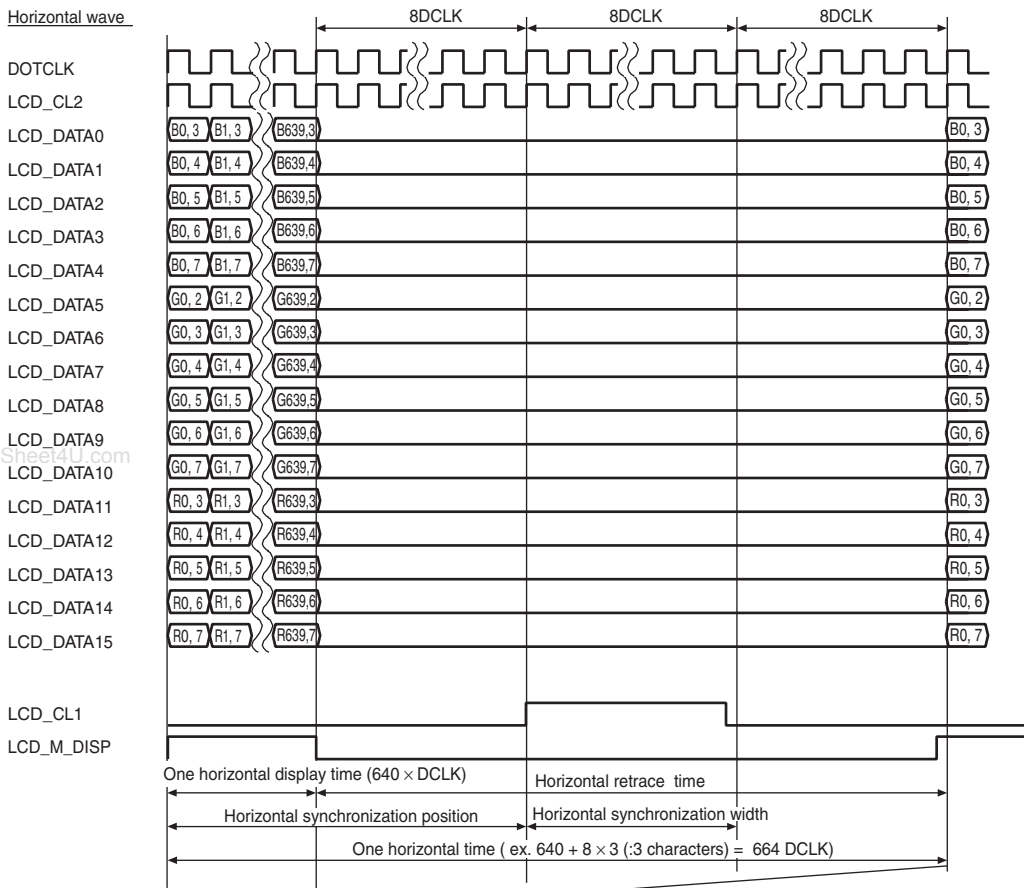 Horizontal wave
8DCLK 8DCLK 8DCLK
DOTCLK
LCD_CL2
LCD_DATA0 B0, 3 B1, 3 B639,3 B0, 3
LCD_DATA1 B0, 4 B1, 4 B639,4 B0, 4
LCD_DATA2 B0, 5 B1, 5 B639,5 B0, 5
LCD_DATA3 B0, 6 B1, 6 B639,6 B0, 6
LCD_DATA4 B0, 7 B1, 7 B639,7 B0, 7
LCD_DATA5 G0, 2 G1, 2 G639,2 G0, 2
LCD_DATA6 G0, 3 G1, 3 G639,3 G0, 3
LCD_DATA7 G0, 4 G1, 4 G639,4 G0, 4
LCD_DATA8 G0, 5 G1, 5 G639,5 G0, 5
LCD_DATA9 G0, 6 G1, 6 G639,6 G0, 6
Sheet4U.com
LCD_DATA10 G0, 7 G1, 7 G639,7 G0, 7
LCD_DATA11 R0, 3 R1, 3 R639,3 R0, 3
LCD_DATA12 R0, 4 R1, 4 R639,4 R0, 4
LCD_DATA13 R0, 5 R1, 5 R639,5 R0, 5
LCD_DATA14 R0, 6 R1, 6 R639,6 R0, 6
LCD_DATA15 R0, 7 R1, 7 R639,7 R0, 7
LCD_CL1
LCD_M_DISP
One horizontal display time (640 × DCLK)
Horizontal retrace time
Horizontal synchronization position
Horizontal synchronization width
One horizontal time ( ex. 640 + 8 × 3 (:3 characters) = 664 DCLK)